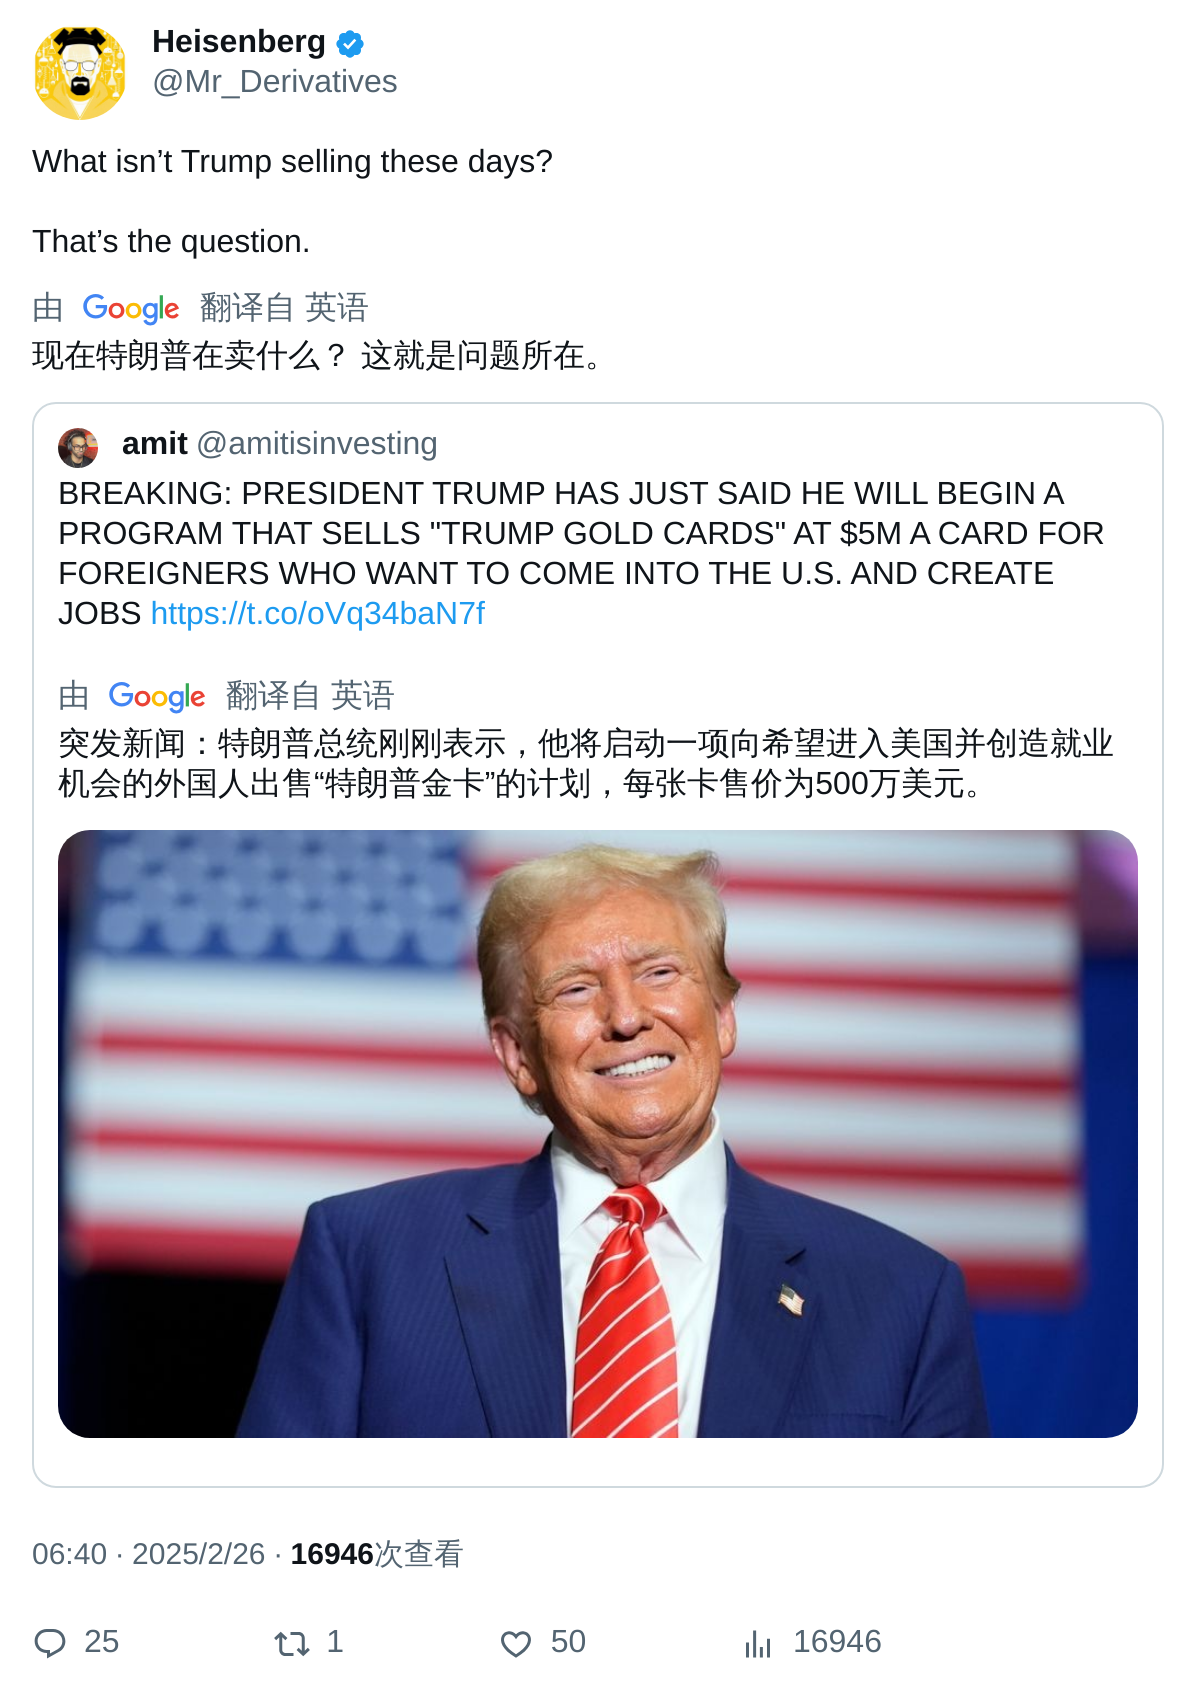 Heisenberg
@Mr_Derivatives
What isn’t Trump selling these days?
That’s the question.
由 Google 翻译自 英语
现在特朗普在卖什么？ 这就是问题所在。
amit @amitisinvesting
BREAKING: PRESIDENT TRUMP HAS JUST SAID HE WILL BEGIN A
PROGRAM THAT SELLS "TRUMP GOLD CARDS" AT $5M A CARD FOR
FOREIGNERS WHO WANT TO COME INTO THE U.S. AND CREATE
JOBS https://t.co/oVq34baN7f
由 Google 翻译自 英语
突发新闻：特朗普总统刚刚表示，他将启动一项向希望进入美国并创造就业
机会的外国人出售“特朗普金卡”的计划，每张卡售价为500万美元。
06:40 · 2025/2/26 · 16946次查看
25 1 50 16946